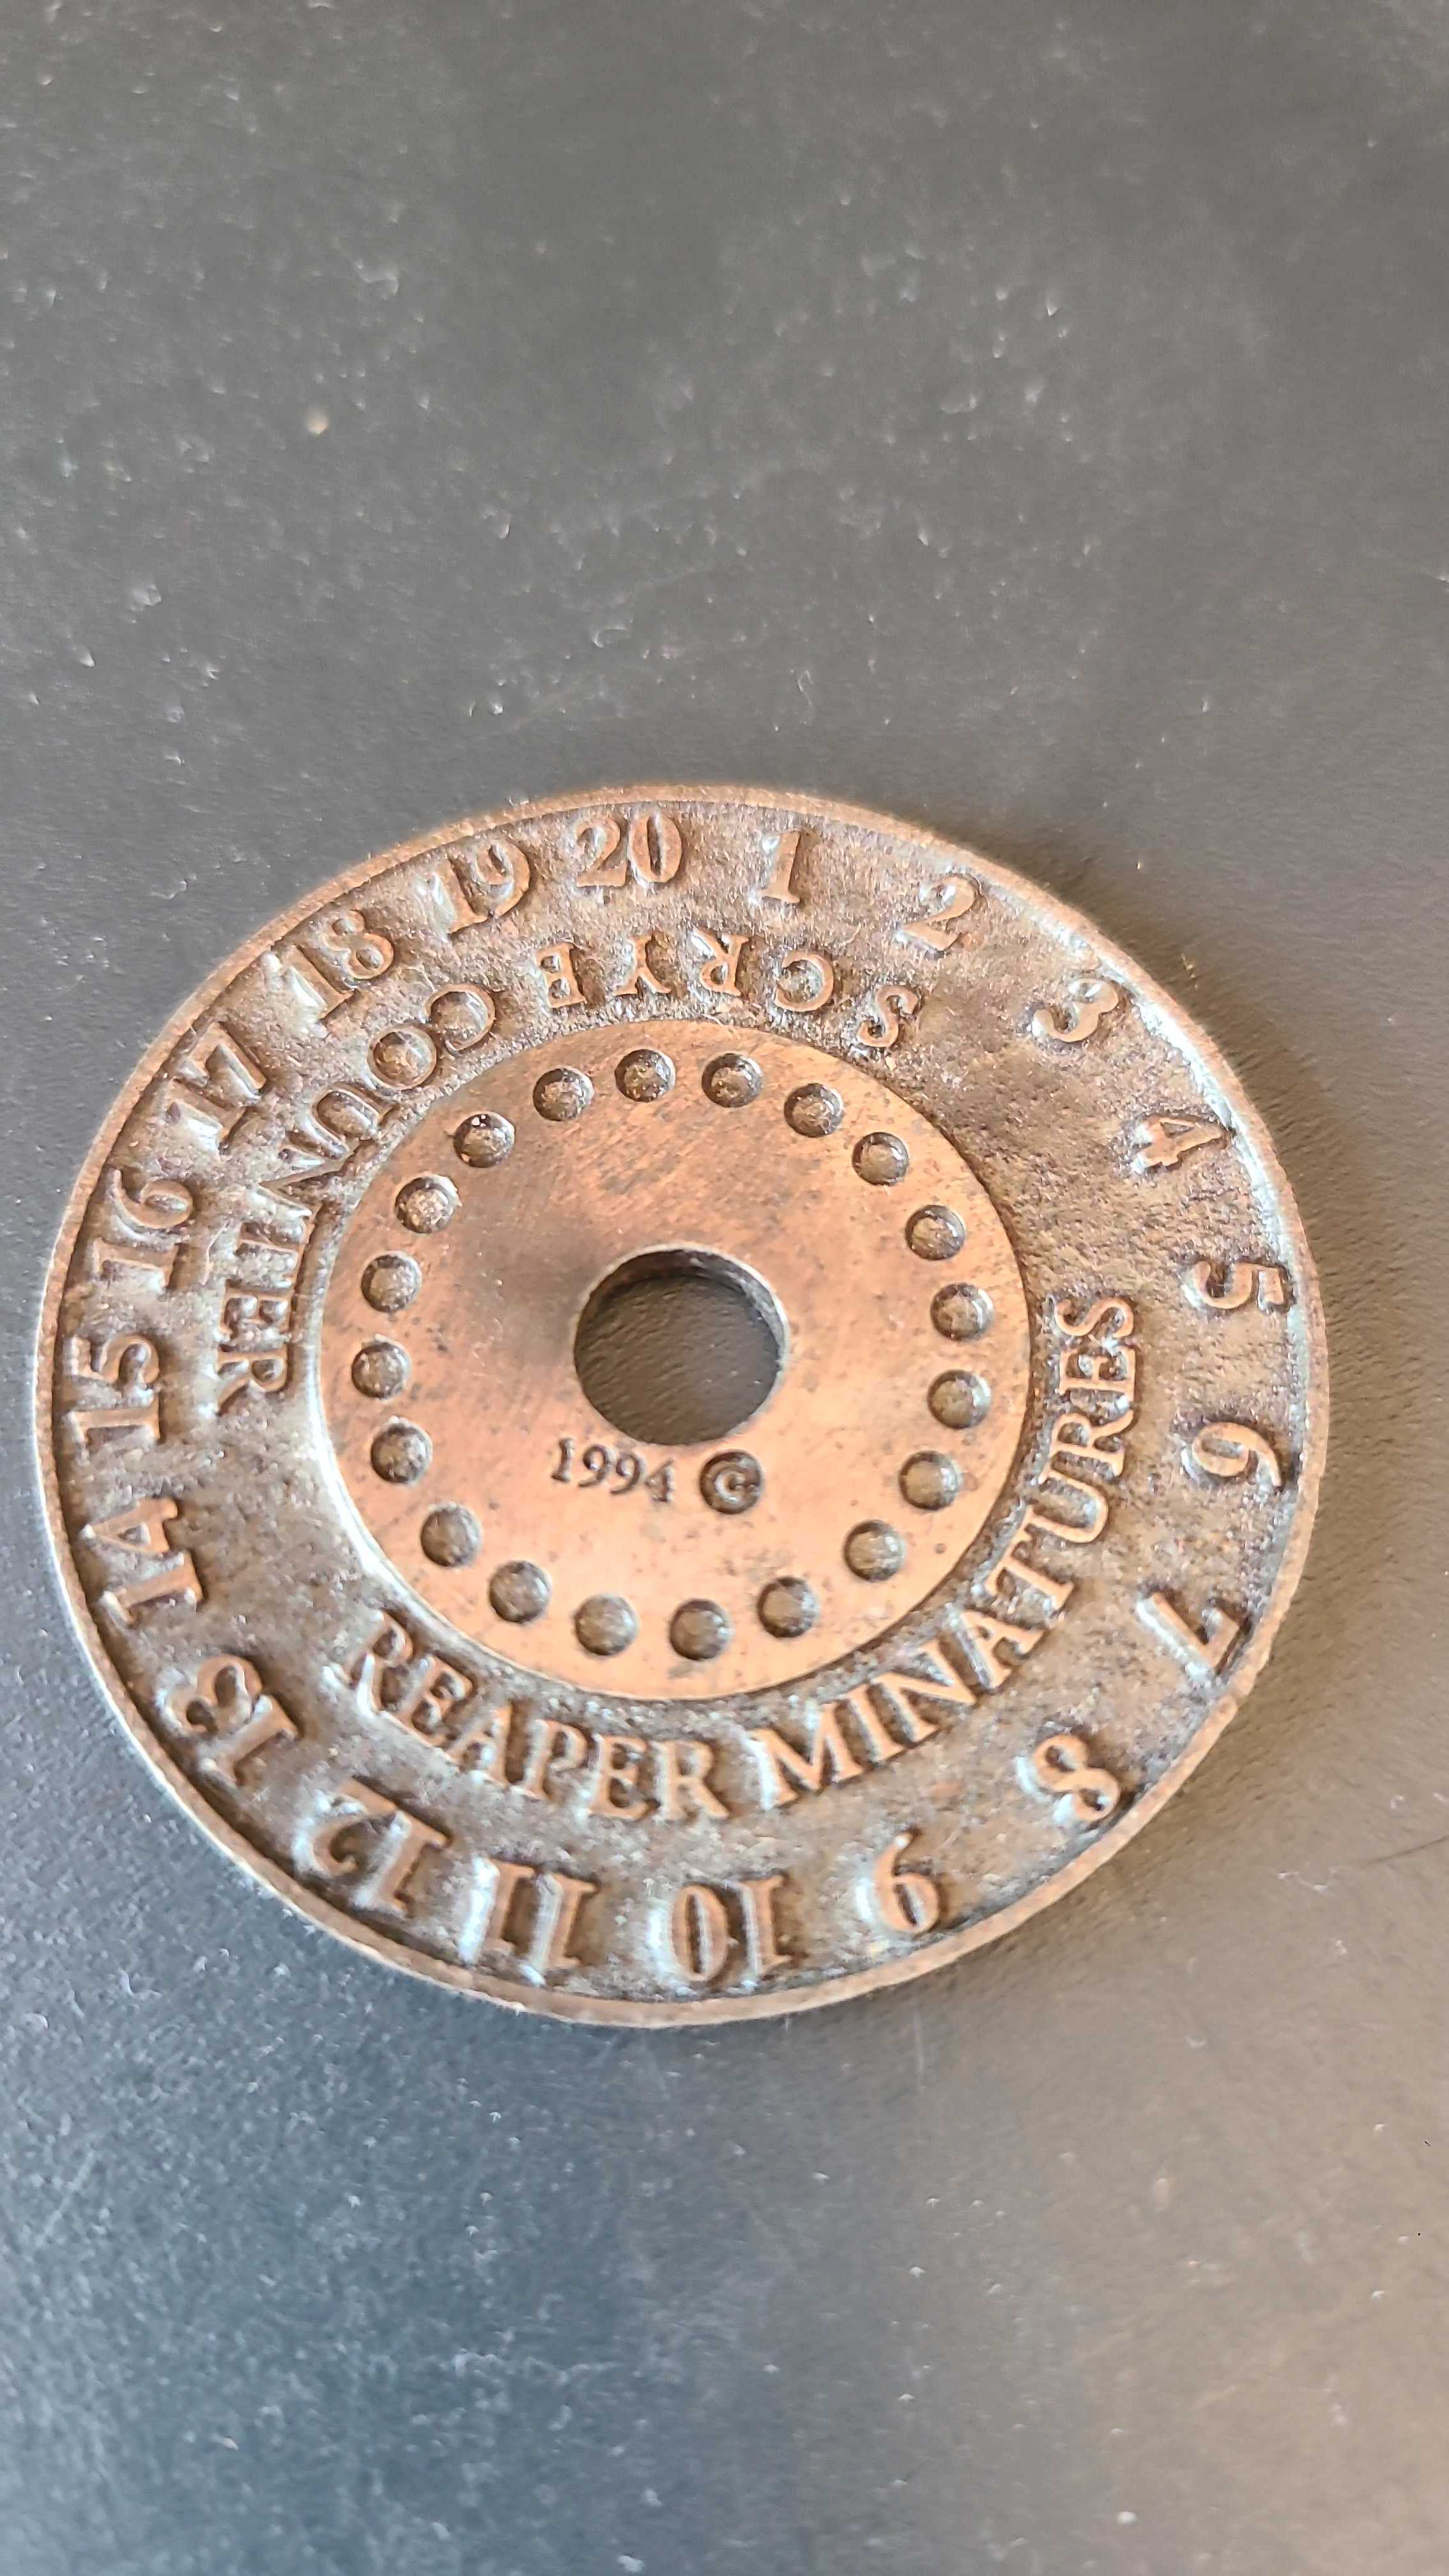 1 2 3 4 5 6 7 8 9 10 11 12 13 14 15 16 17 18 19 20
SCRYE COUNTER
REAPER MINATURES
1994 ©